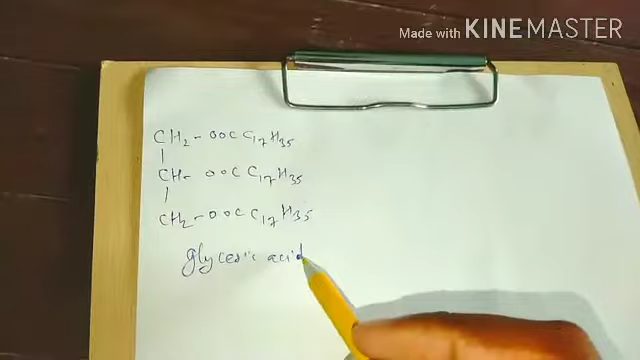 Made with KINEMASTER
CH2 - OOC C17H35
|
CH - OOC C17H35
|
CH2 - OOC C17H35
glyceric acid